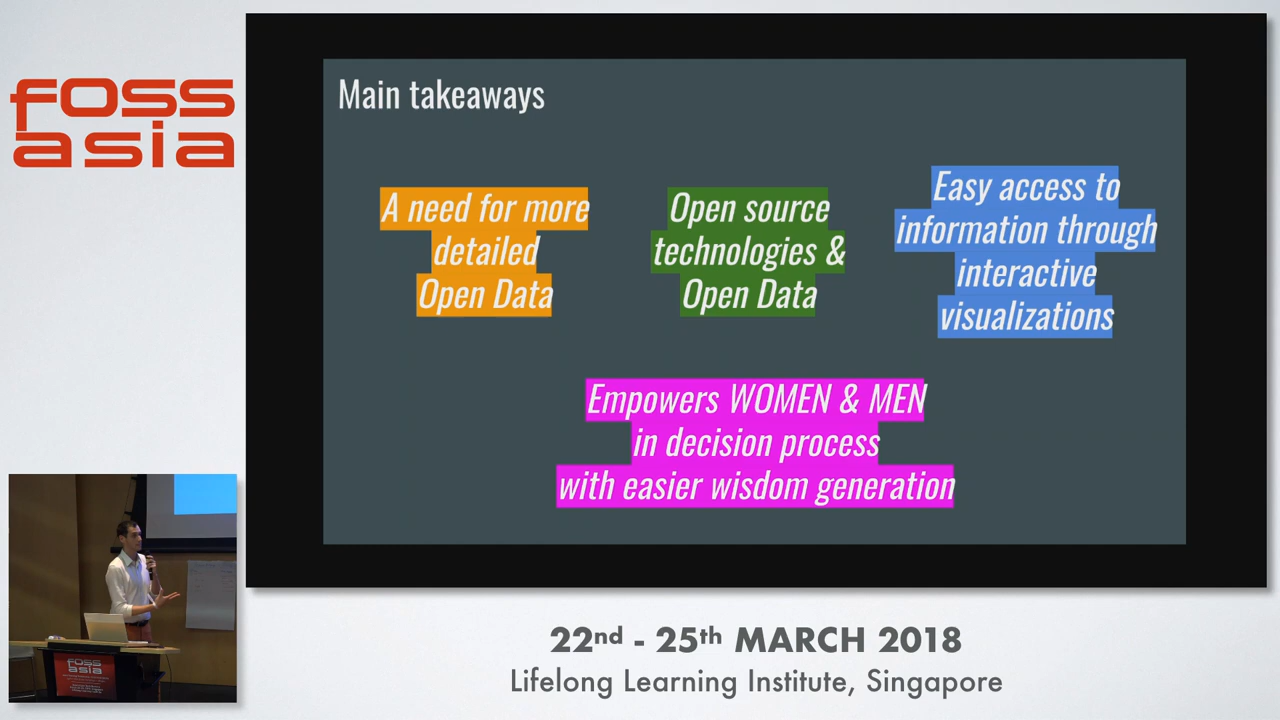 foss
asia
Main takeaways
A need for more
detailed
Open Data
Open source
technologies &
Open Data
Easy access to
information through
interactive
visualizations
Empowers WOMEN & MEN
in decision process
with easier wisdom generation
FOSS
ASIA
22nd - 25th MARCH 2018
Lifelong Learning Institute, Singapore